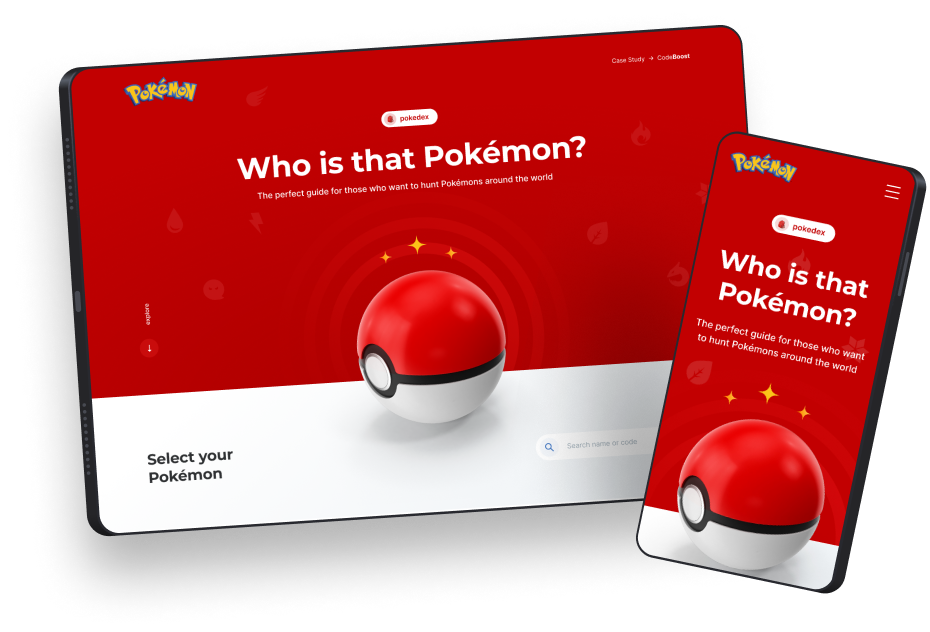 POKéMON
Case Study → CodeBoost
pokedex
Who is that Pokémon?
The perfect guide for those who want to hunt Pokémons around the world
explore
Select your
Pokémon
Search name or code
POKéMON
pokedex
Who is that
Pokémon?
The perfect guide for those who want
to hunt Pokémons around the world